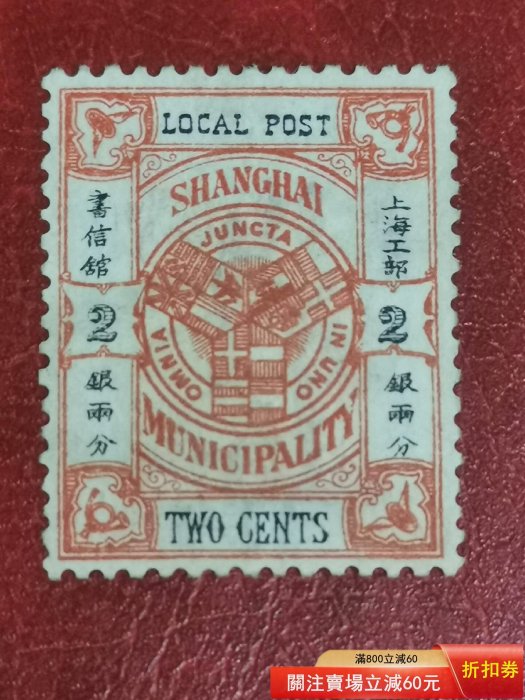 LOCAL POST
SHANGHAI
JUNCTA
IN UNO
OMNIA
MUNICIPALITY
上海工部
2
銀兩分
書信舘
2
銀兩分
TWO CENTS
滿800立減60
關注賣場立減60元
折扣券